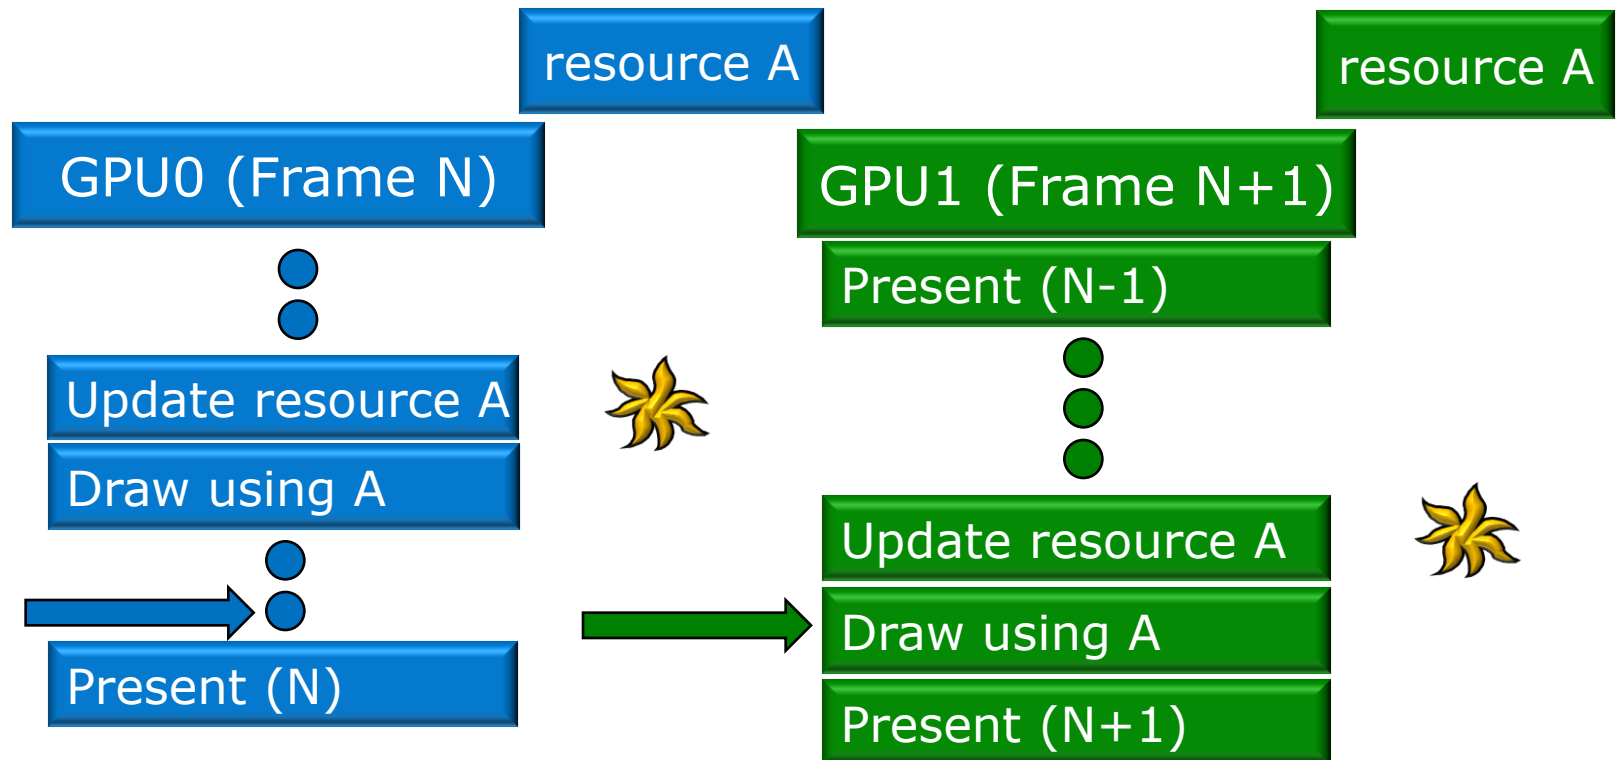 resource A
GPU0 (Frame N)
Update resource A
Draw using A
Present (N)
resource A
GPU1 (Frame N+1)
Present (N-1)
Update resource A
Draw using A
Present (N+1)